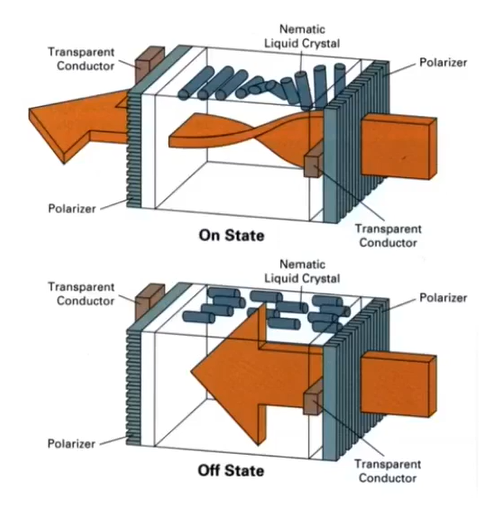 Nematic
Liquid Crystal
Transparent
Conductor
Polarizer
Polarizer
Transparent
Conductor
On State
Nematic
Liquid Crystal
Transparent
Conductor
Polarizer
Polarizer
Transparent
Conductor
Off State